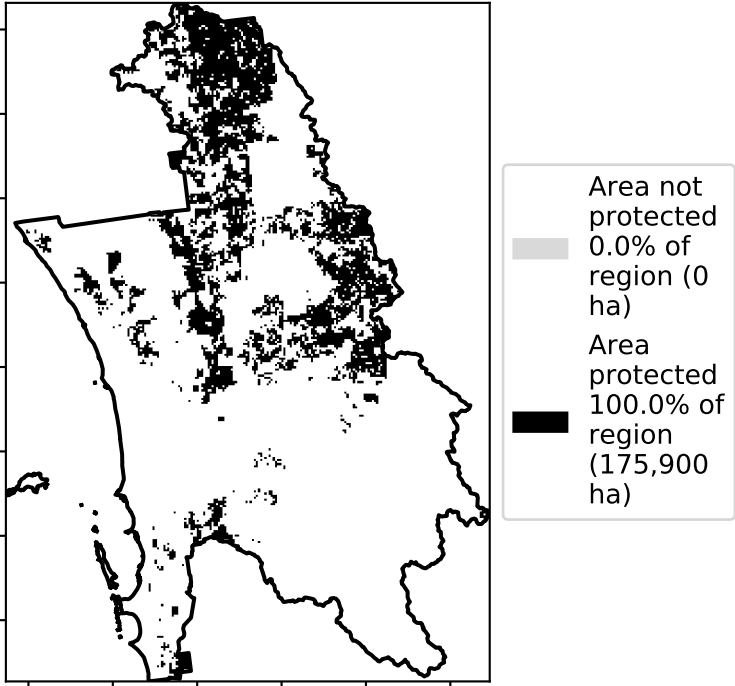 Area not
protected
0.0% of
region (0
ha)
Area
protected
100.0% of
region
(175,900
ha)